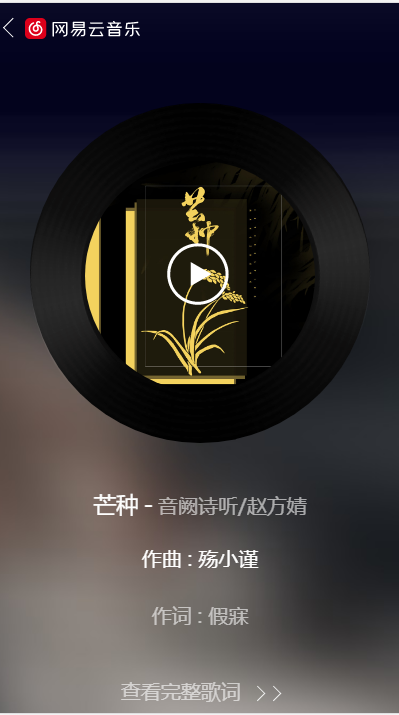 网易云音乐
芒种
芒种 - 音阙诗听/赵方婧
作曲 : 殇小谨
作词 : 假寐
查看完整歌词